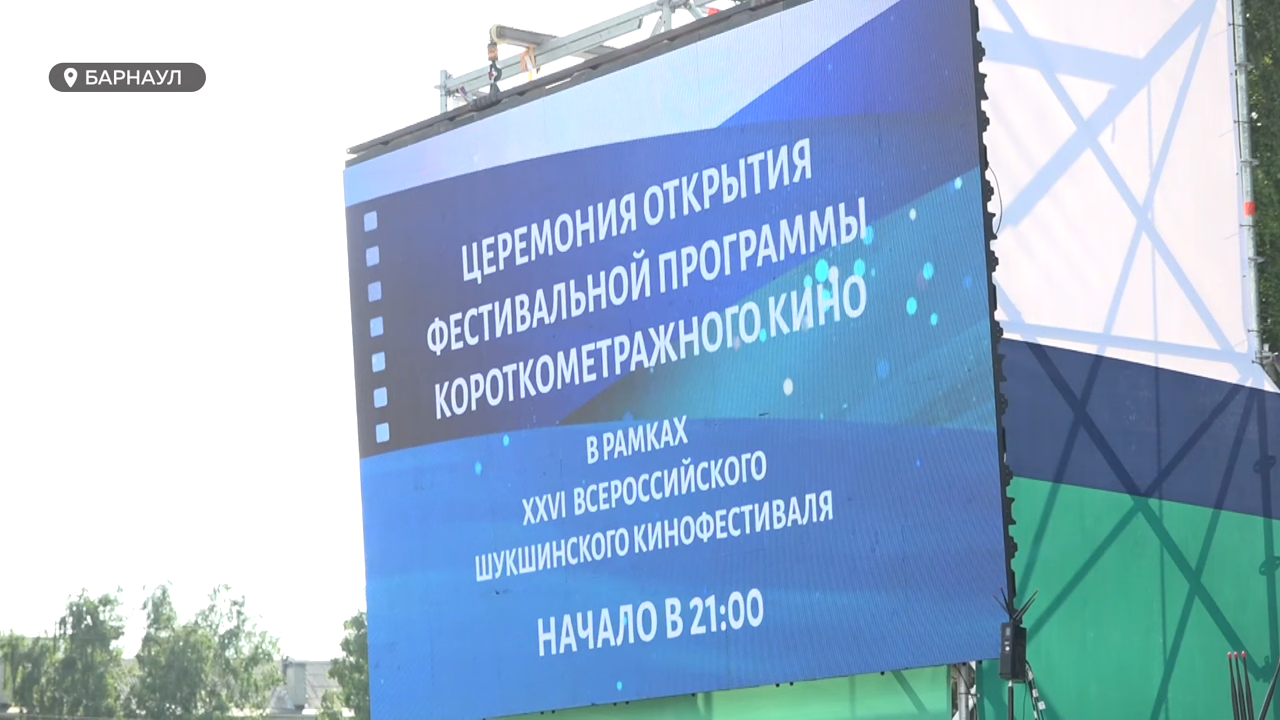 БАРНАУЛ
ЦЕРЕМОНИЯ ОТКРЫТИЯ
ФЕСТИВАЛЬНОЙ ПРОГРАММЫ
КОРОТКОМЕТРАЖНОГО КИНО
В РАМКАХ
XXVI ВСЕРОССИЙСКОГО
ШУКШИНСКОГО КИНОФЕСТИВАЛЯ
НАЧАЛО В 21:00